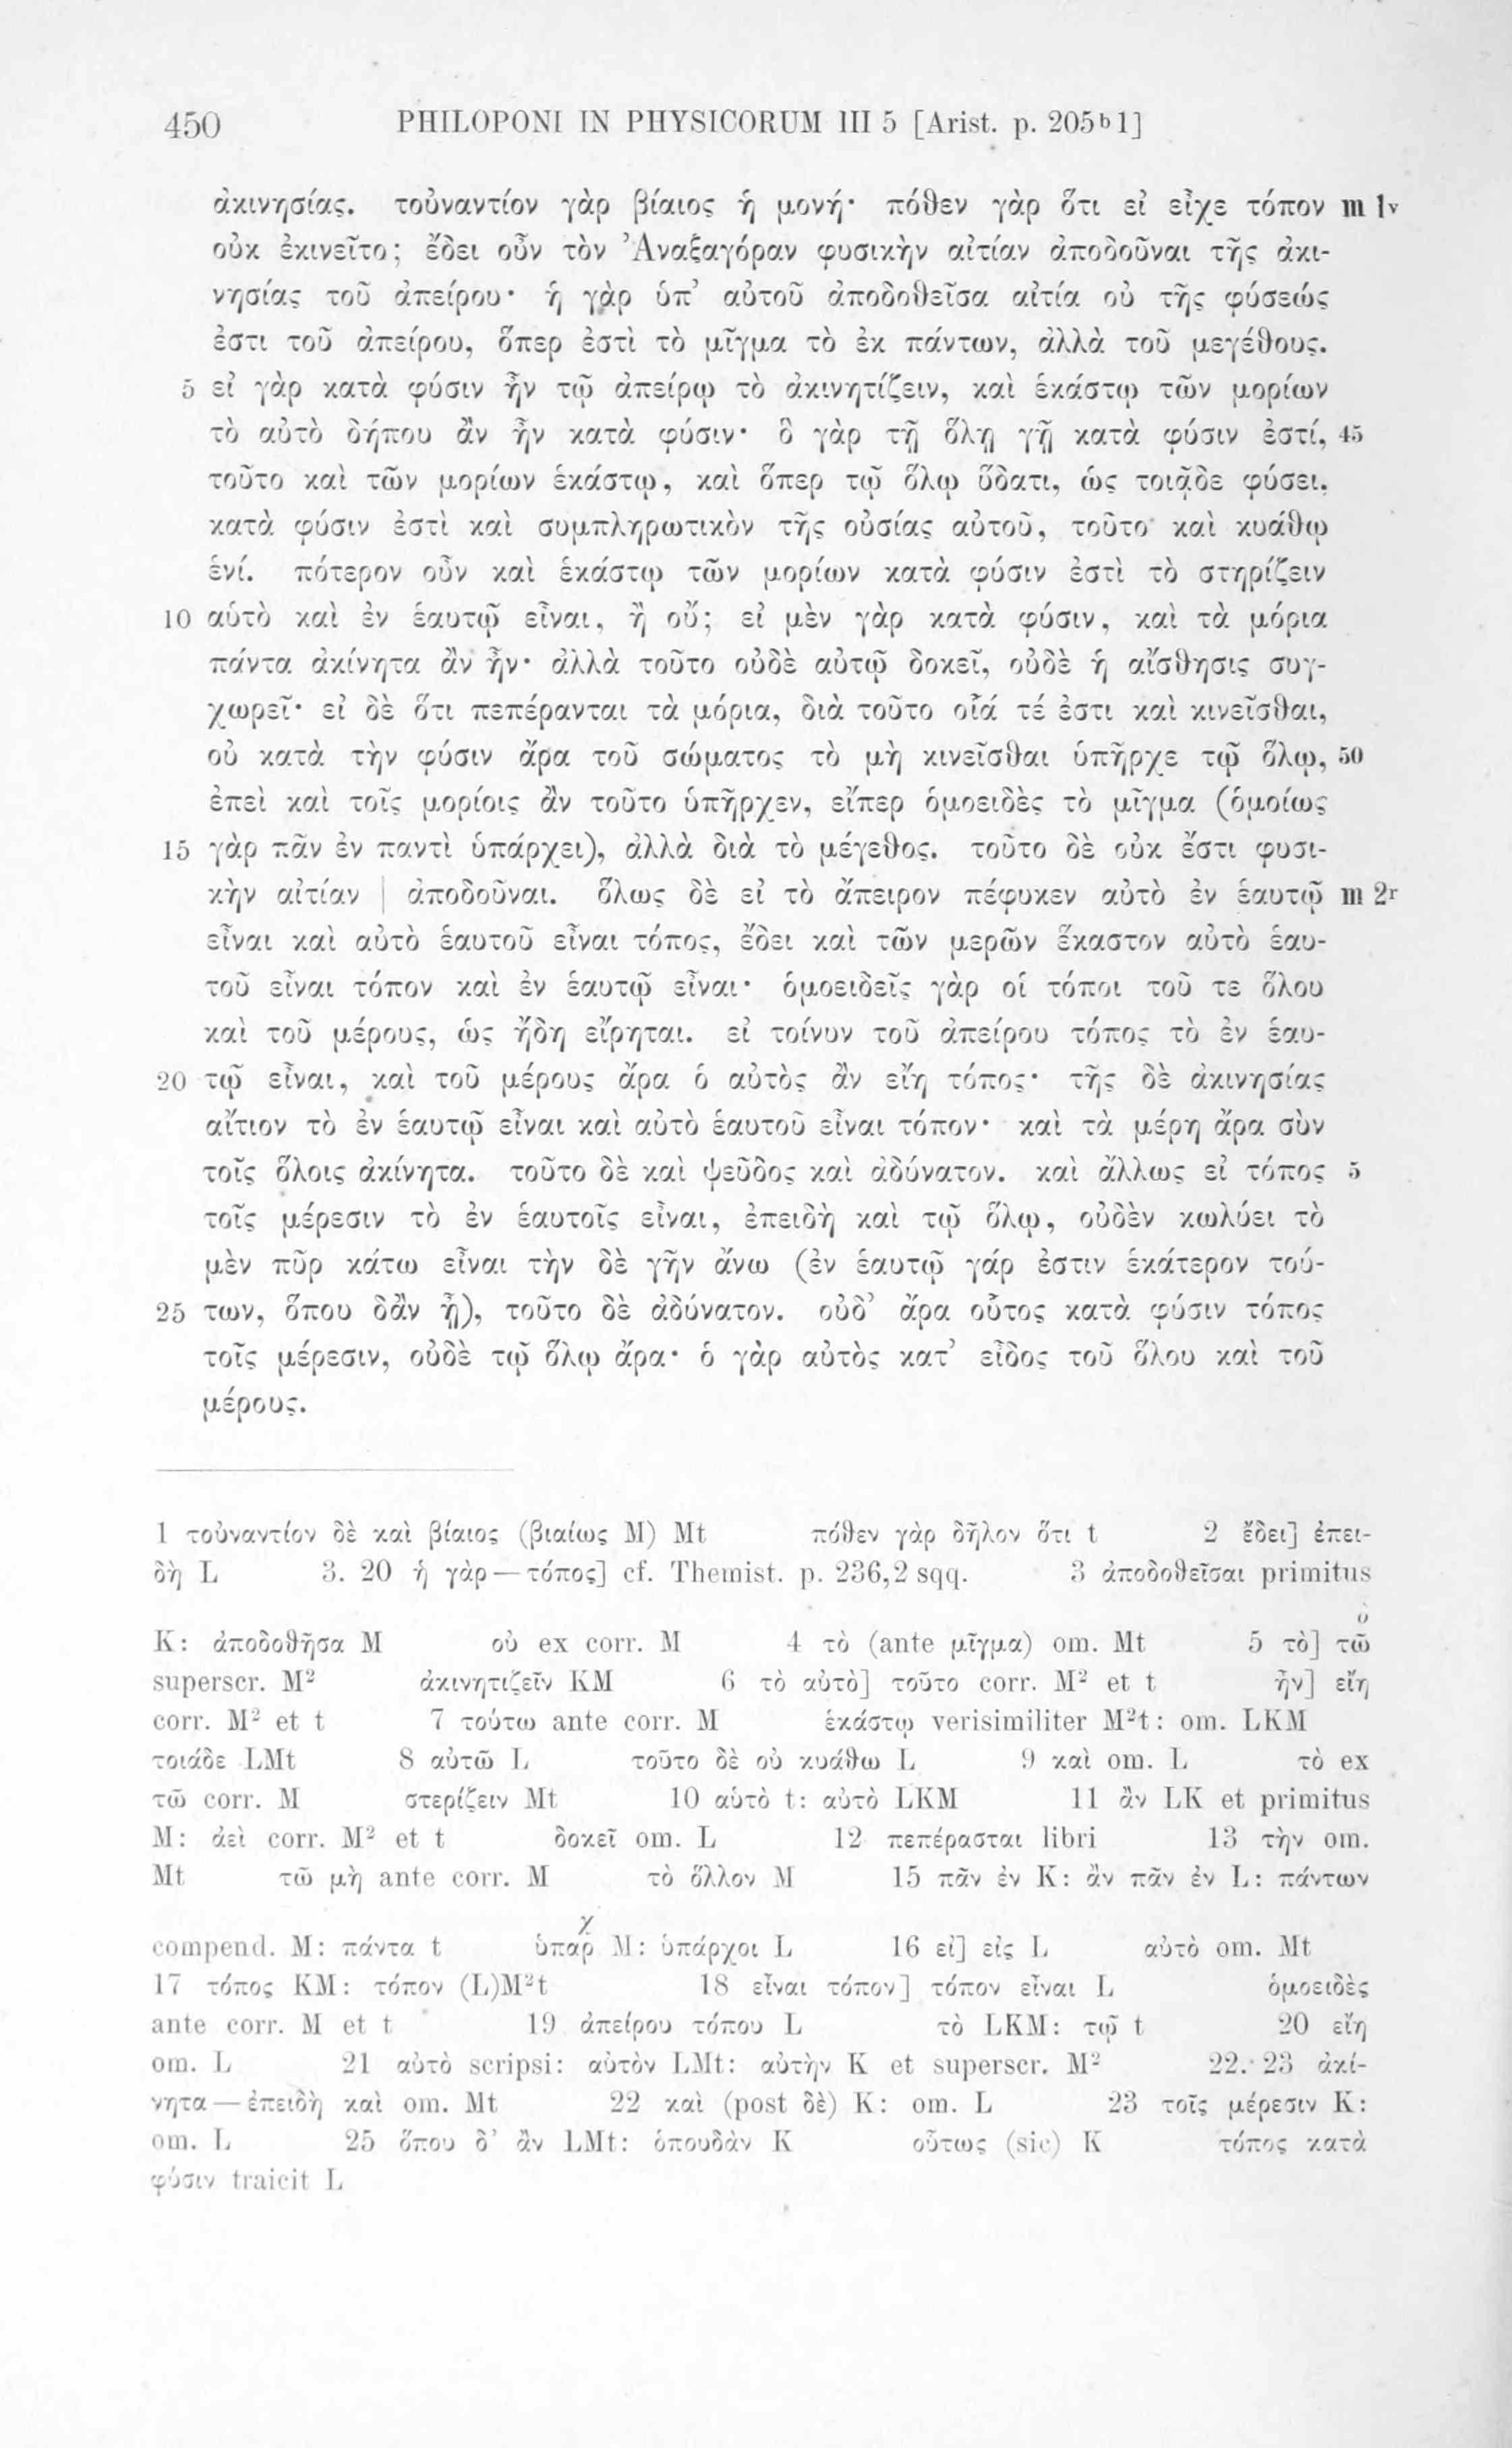 450 PHILOPONI IN PHYSICORUM III 5 [Arist. p. 205ᵇ1]
ἀκινησίας. τοὐναντίον γὰρ βίαιος ἡ μονή· πόθεν γὰρ ὅτι εἰ εἶχε τόπον m 1ᵛ
οὐκ ἐκινεῖτο; ἔδει οὖν τὸν Ἀναξαγόραν φυσικὴν αἰτίαν ἀποδοῦναι τῆς ἀκι-
νησίας τοῦ ἀπείρου· ἡ γὰρ ὑπ’ αὐτοῦ ἀποδοθεῖσα αἰτία οὐ τῆς φύσεώς
ἐστι τοῦ ἀπείρου, ὅπερ ἐστὶ τὸ μῖγμα τὸ ἐκ πάντων, ἀλλὰ τοῦ μεγέθους.
5 εἰ γὰρ κατὰ φύσιν ἦν τῷ ἀπείρῳ τὸ ἀκινητίζειν, καὶ ἑκάστῳ τῶν μορίων
τὸ αὐτὸ δήπου ἂν ἦν κατὰ φύσιν· ὃ γὰρ τῇ ὅλῃ γῇ κατὰ φύσιν ἐστί, 45
τοῦτο καὶ τῶν μορίων ἑκάστῳ, καὶ ὅπερ τῷ ὅλῳ ὕδατι, ὡς τοιᾷδε φύσει,
κατὰ φύσιν ἐστὶ καὶ συμπληρωτικὸν τῆς οὐσίας αὐτοῦ, τοῦτο καὶ κυάθῳ
ἑνί. πότερον οὖν καὶ ἑκάστῳ τῶν μορίων κατὰ φύσιν ἐστὶ τὸ στηρίζειν
10 αὑτὸ καὶ ἐν ἑαυτῷ εἶναι, ἢ οὔ; εἰ μὲν γὰρ κατὰ φύσιν, καὶ τὰ μόρια
πάντα ἀκίνητα ἂν ἦν· ἀλλὰ τοῦτο οὐδὲ αὐτῷ δοκεῖ, οὐδὲ ἡ αἴσθησις συγ-
χωρεῖ· εἰ δὲ ὅτι πεπέρανται τὰ μόρια, διὰ τοῦτο οἷά τέ ἐστι καὶ κινεῖσθαι,
οὐ κατὰ τὴν φύσιν ἄρα τοῦ σώματος τὸ μὴ κινεῖσθαι ὑπῆρχε τῷ ὅλῳ, 50
ἐπεὶ καὶ τοῖς μορίοις ἂν τοῦτο ὑπῆρχεν, εἴπερ ὁμοειδὲς τὸ μῖγμα (ὁμοίως
15 γὰρ πᾶν ἐν παντὶ ὑπάρχει), ἀλλὰ διὰ τὸ μέγεθος. τοῦτο δὲ οὐκ ἔστι φυσι-
κὴν αἰτίαν | ἀποδοῦναι. ὅλως δὲ εἰ τὸ ἄπειρον πέφυκεν αὐτὸ ἐν ἑαυτῷ m 2ʳ
εἶναι καὶ αὐτὸ ἑαυτοῦ εἶναι τόπος, ἔδει καὶ τῶν μερῶν ἕκαστον αὐτὸ ἑαυ-
τοῦ εἶναι τόπον καὶ ἐν ἑαυτῷ εἶναι· ὁμοειδεῖς γὰρ οἱ τόποι τοῦ τε ὅλου
καὶ τοῦ μέρους, ὡς ἤδη εἴρηται. εἰ τοίνυν τοῦ ἀπείρου τόπος τὸ ἐν ἑαυ-
20 τῷ εἶναι, καὶ τοῦ μέρους ἄρα ὁ αὐτὸς ἂν εἴη τόπος· τῆς δὲ ἀκινησίας
αἴτιον τὸ ἐν ἑαυτῷ εἶναι καὶ αὐτὸ ἑαυτοῦ εἶναι τόπον· καὶ τὰ μέρη ἄρα σὺν
τοῖς ὅλοις ἀκίνητα. τοῦτο δὲ καὶ ψεῦδος καὶ ἀδύνατον. καὶ ἄλλως εἰ τόπος 5
τοῖς μέρεσιν τὸ ἐν ἑαυτοῖς εἶναι, ἐπειδὴ καὶ τῷ ὅλῳ, οὐδὲν κωλύει τὸ
μὲν πῦρ κάτω εἶναι τὴν δὲ γῆν ἄνω (ἐν ἑαυτῷ γάρ ἐστιν ἑκάτερον τού-
25 των, ὅπου δἂν ᾖ), τοῦτο δὲ ἀδύνατον. οὐδ’ ἄρα οὗτος κατὰ φύσιν τόπος
τοῖς μέρεσιν, οὐδὲ τῷ ὅλῳ ἄρα· ὁ γὰρ αὐτὸς κατ’ εἶδος τοῦ ὅλου καὶ τοῦ
μέρους.
1 τοὐναντίον δὲ καὶ βίαιος (βιαίως M) Mt πόθεν γὰρ δῆλον ὅτι t 2 ἔδει] ἐπει-
δὴ L 3. 20 ἡ γὰρ — τόπος] cf. Themist. p. 236,2 sqq. 3 ἀποδοθεῖσαι primitus
K: ἀποδοθῆσα M οὐ ex corr. M 4 τὸ (ante μῖγμα) om. Mt 5 τὸ] τῶ ὸ
superscr. M² ἀκινητιζεῖν KM 6 τὸ αὐτὸ] τοῦτο corr. M² et t ἦν] εἴη
corr. M² et t 7 τούτω ante corr. M ἑκάστῳ verisimiliter M²t: om. LKM
τοιάδε LMt 8 αὐτῶ L τοῦτο δὲ οὐ κυάθω L 9 καὶ om. L τὸ ex
τῶ corr. M στερίζειν Mt 10 αὑτὸ t: αὐτὸ LKM 11 ἂν LK et primitus
M: ἀεὶ corr. M² et t δοκεῖ om. L 12 πεπέρασται libri 13 τὴν om.
Mt τῶ μὴ ante corr. M τὸ ὅλλον M 15 πᾶν ἐν K: ἂν πᾶν ἐν L: πάντων
compend. M: πάντα t ὑπαρχ M: ὑπάρχοι L 16 εἰ] εἰς L αὐτὸ om. Mt
17 τόπος KM: τόπον (L)M²t 18 εἶναι τόπον] τόπον εἶναι L ὁμοειδὲς
ante corr. M et t 19 ἀπείρου τόπου L τὸ LKM: τῷ t 20 εἴη
om. L 21 αὐτὸ scripsi: αὐτὸν LMt: αὐτὴν K et superscr. M² 22. 23 ἀκί-
νητα — ἐπειδὴ καὶ om. Mt 22 καὶ (post δὲ) K: om. L 23 τοῖς μέρεσιν K:
om. L 25 ὅπου δ’ ἂν LMt: ὁπουδὰν K οὕτως (sic) K τόπος κατὰ
φύσιν traicit L